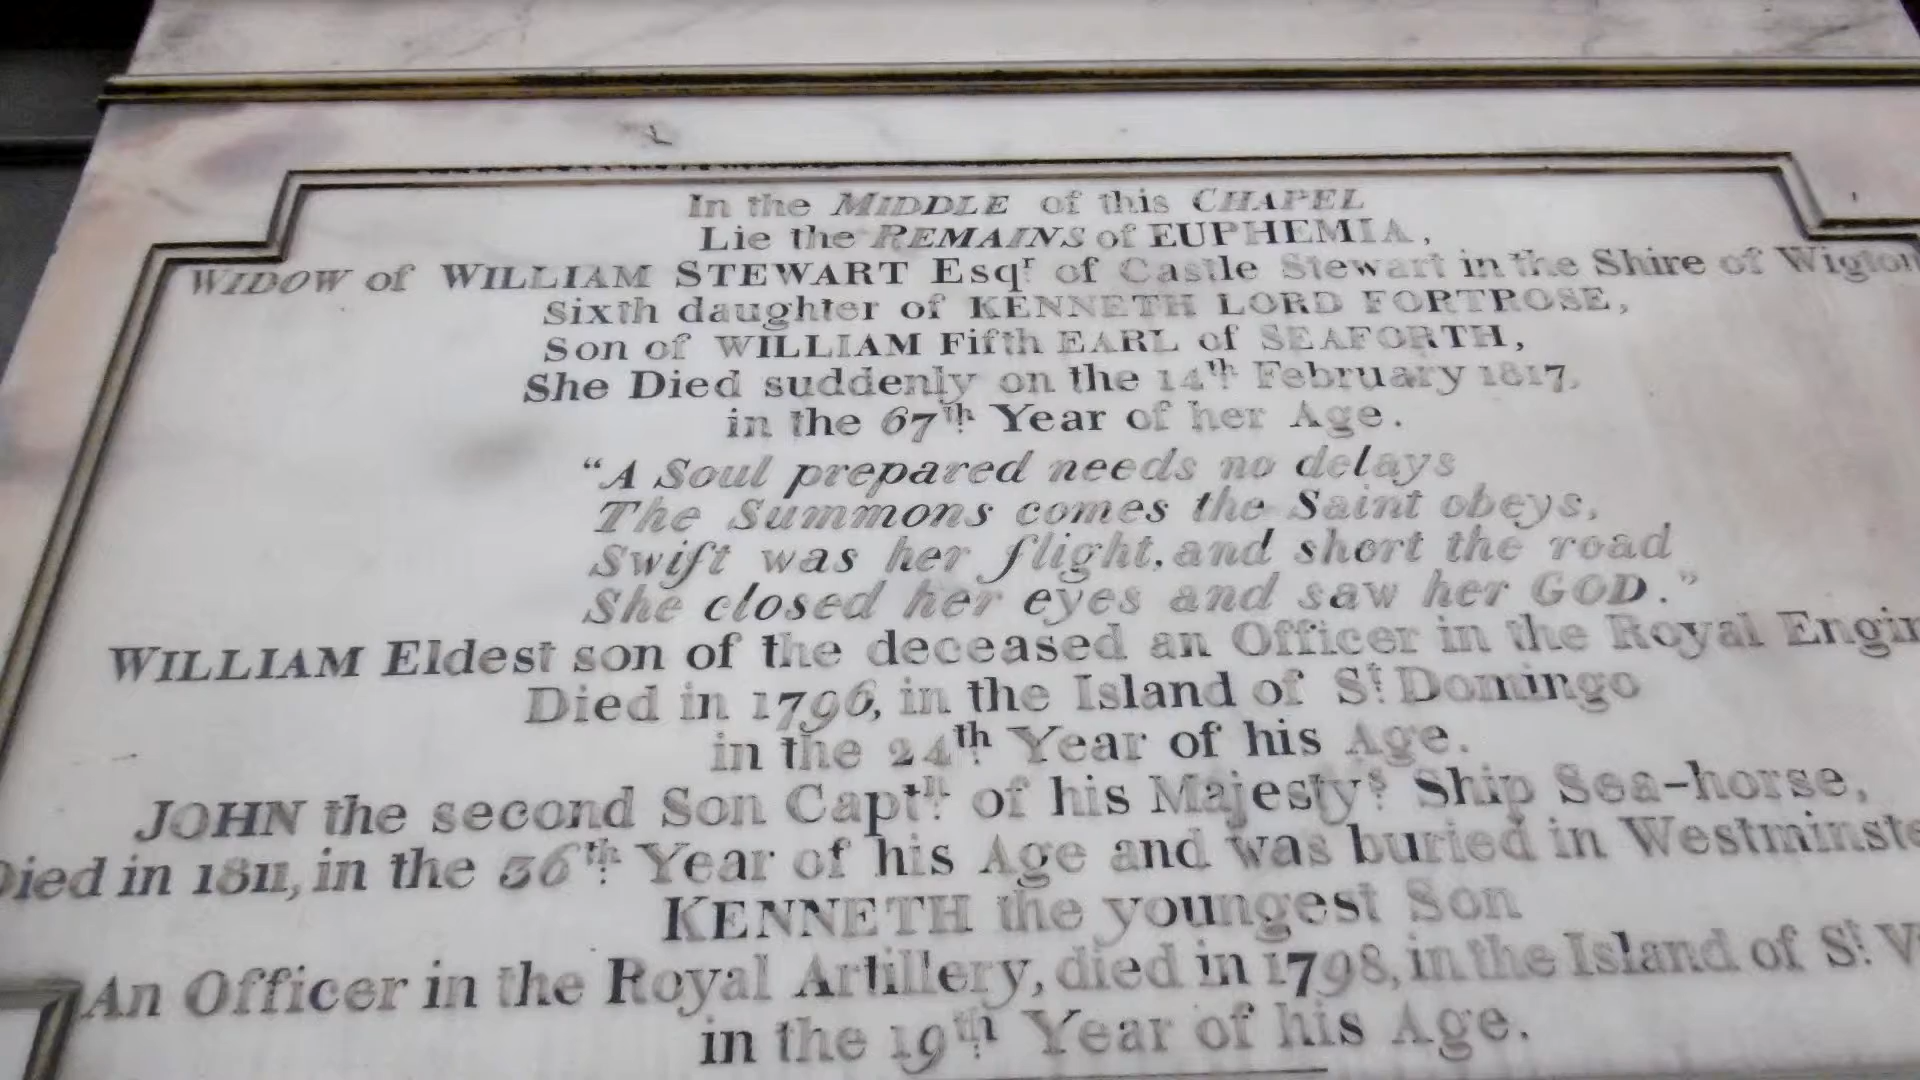 In the MIDDLE of this CHAPEL
Lie the REMAINS of EUPHEMIA,
WIDOW of WILLIAM STEWART Esqr of Castle Stewart in the Shire of Wigton
Sixth daughter of KENNETH LORD FORTROSE,
Son of WILLIAM Fifth EARL of SEAFORTH,
She Died suddenly on the 14th February 1817,
in the 67th Year of her Age.
"A Soul prepared needs no delays
The Summons comes the Saint obeys,
Swift was her flight, and short the road
She closed her eyes and saw her GOD."
WILLIAM Eldest son of the deceased an Officer in the Royal Engin
Died in 1796, in the Island of St Domingo
in the 24th Year of his Age.
JOHN the second Son Captn of his Majestys Ship Sea-horse,
Died in 1811, in the 36th Year of his Age and was buried in Westminste
KENNETH the youngest Son
An Officer in the Royal Artillery, died in 1798, in the Island of St V
in the 19th Year of his Age.